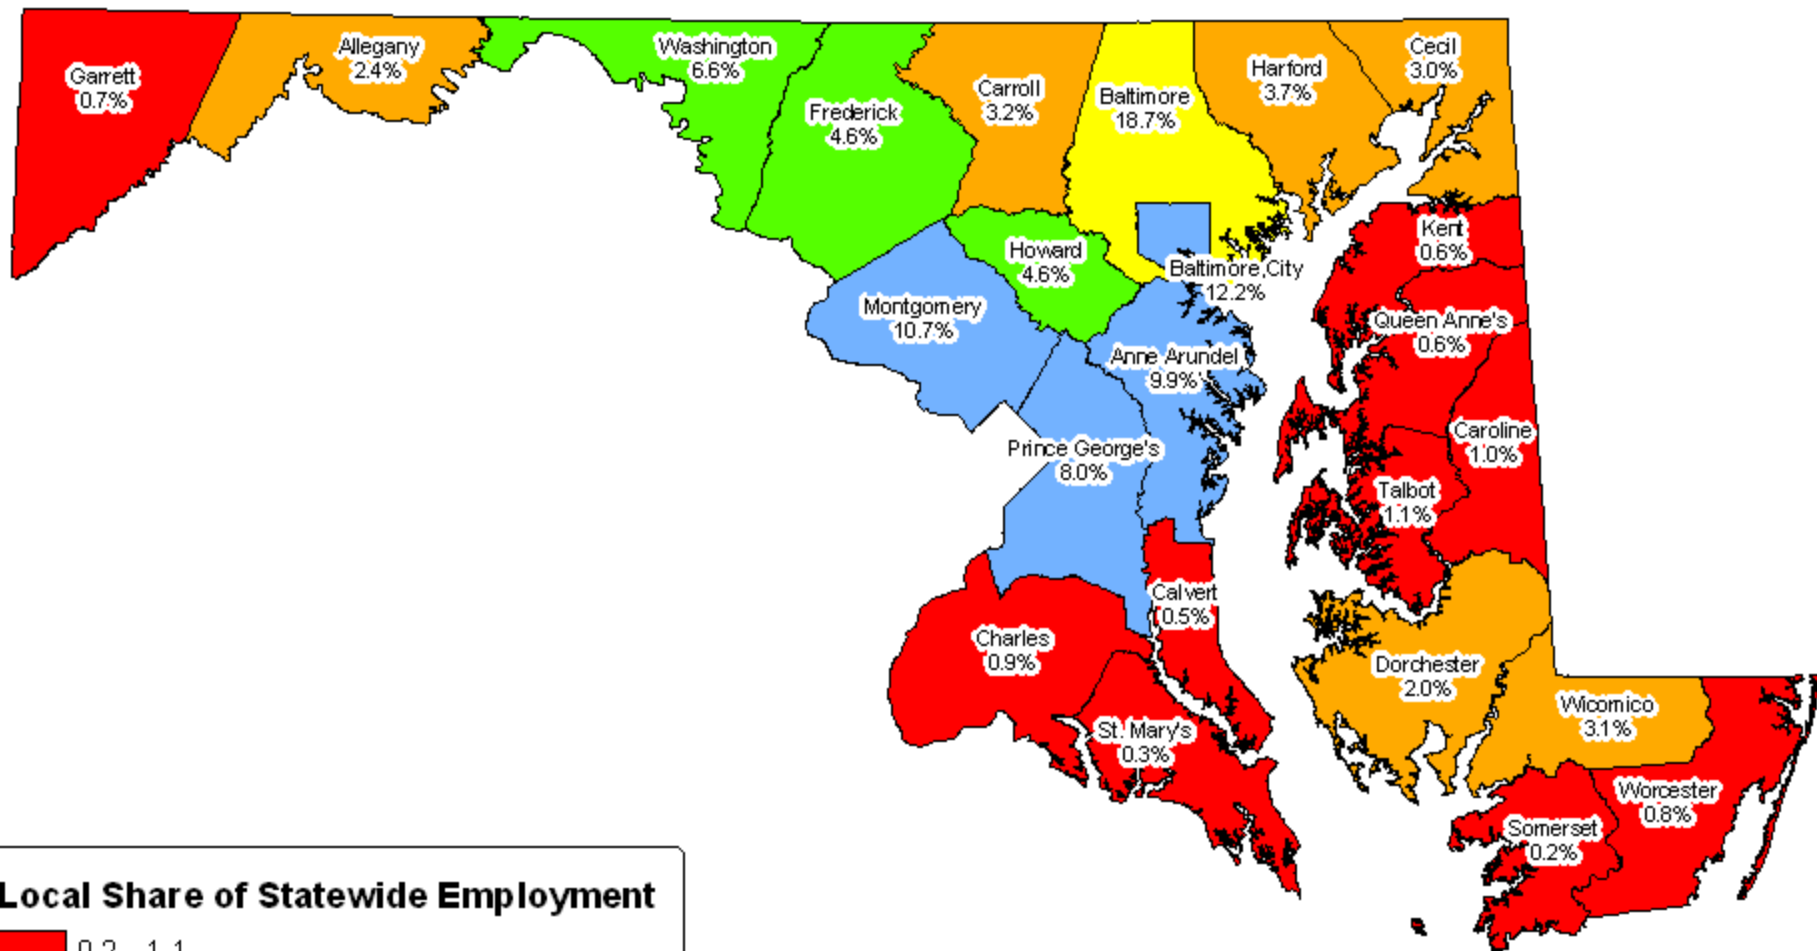 Garrett
0.7%
Allegany
2.4%
Washington
6.6%
Frederick
4.6%
Carroll
3.2%
Baltimore
18.7%
Harford
3.7%
Cecil
3.0%
Kent
0.6%
Howard
4.6%
Baltimore City
12.2%
Montgomery
10.7%
Queen Anne's
0.6%
Anne Arundel
9.9%
Caroline
1.0%
Prince George's
8.0%
Talbot
1.1%
Calvert
0.5%
Charles
0.9%
Dorchester
2.0%
Wicomico
3.1%
St. Mary's
0.3%
Worcester
0.8%
Somerset
0.2%
Local Share of Statewide Employment
0.2 - 1.1